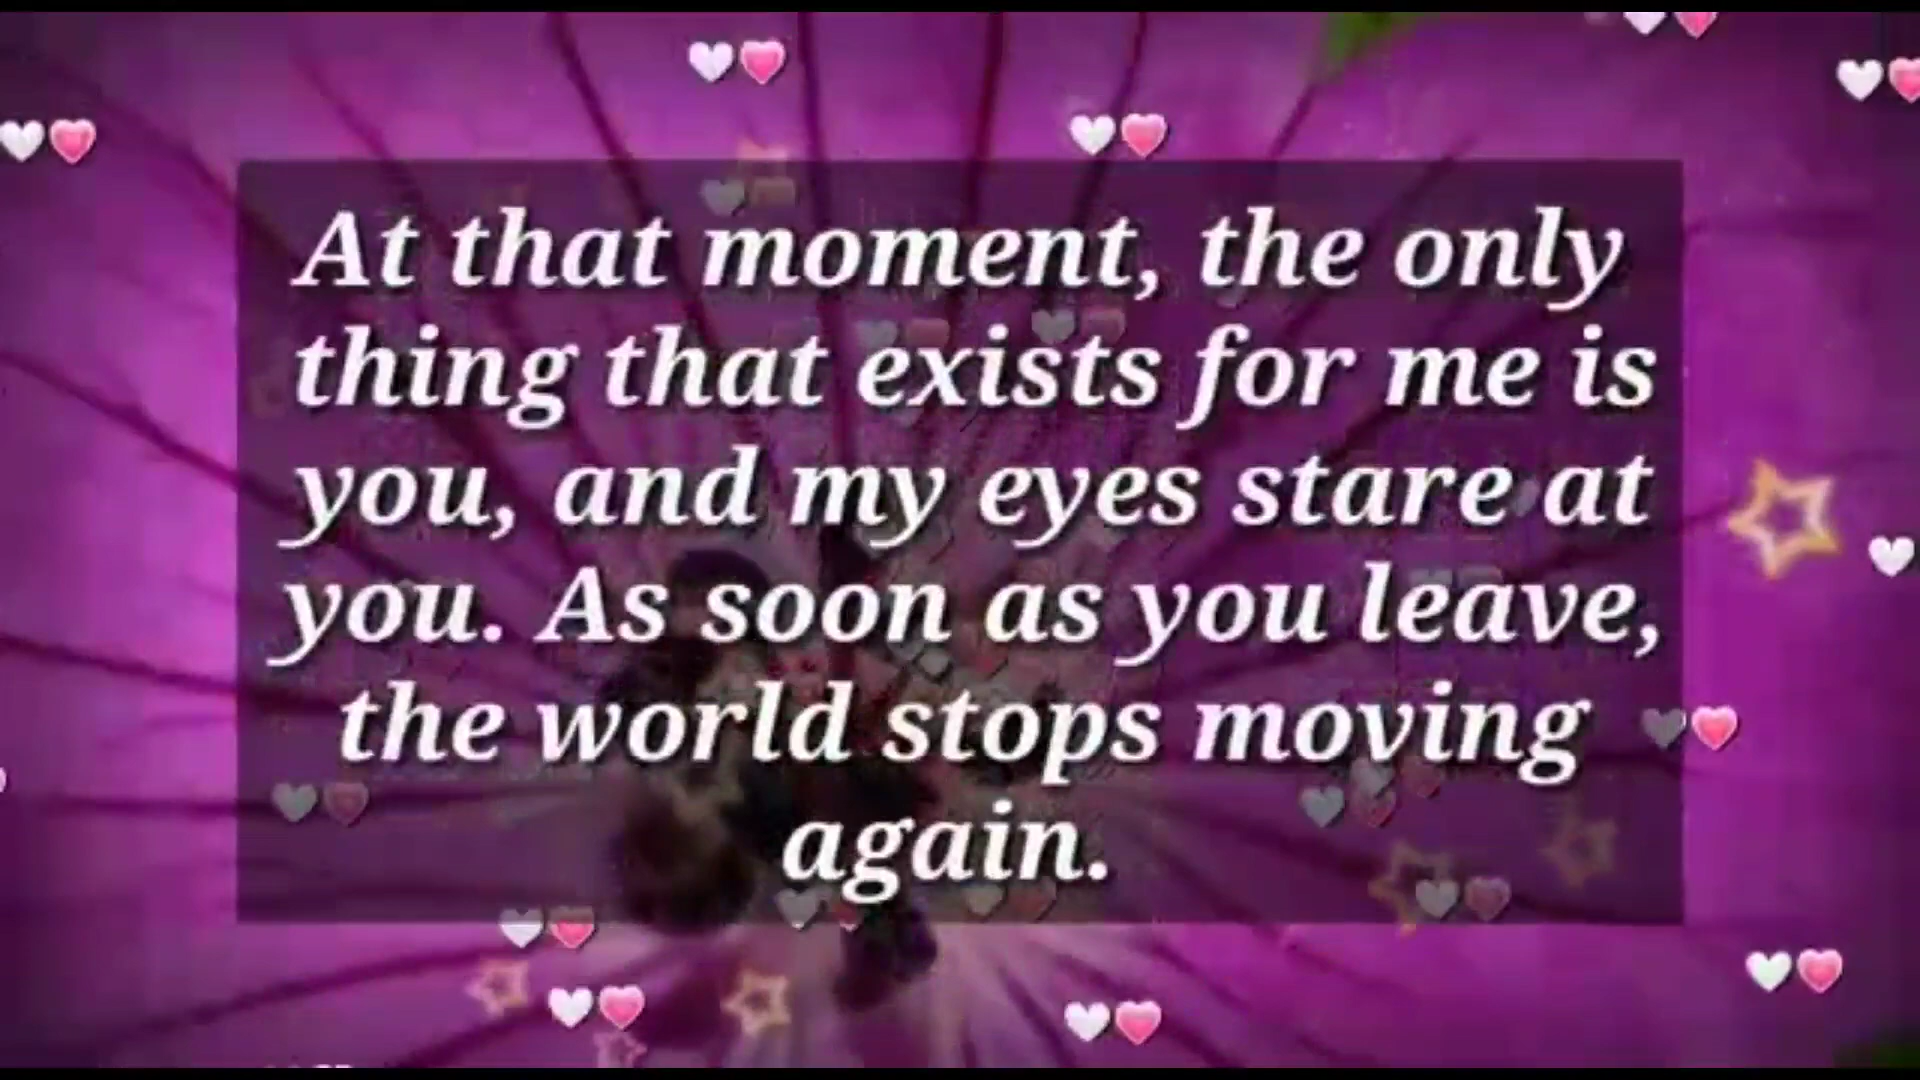 At that moment, the only
thing that exists for me is
you, and my eyes stare at
you. As soon as you leave,
the world stops moving
again.